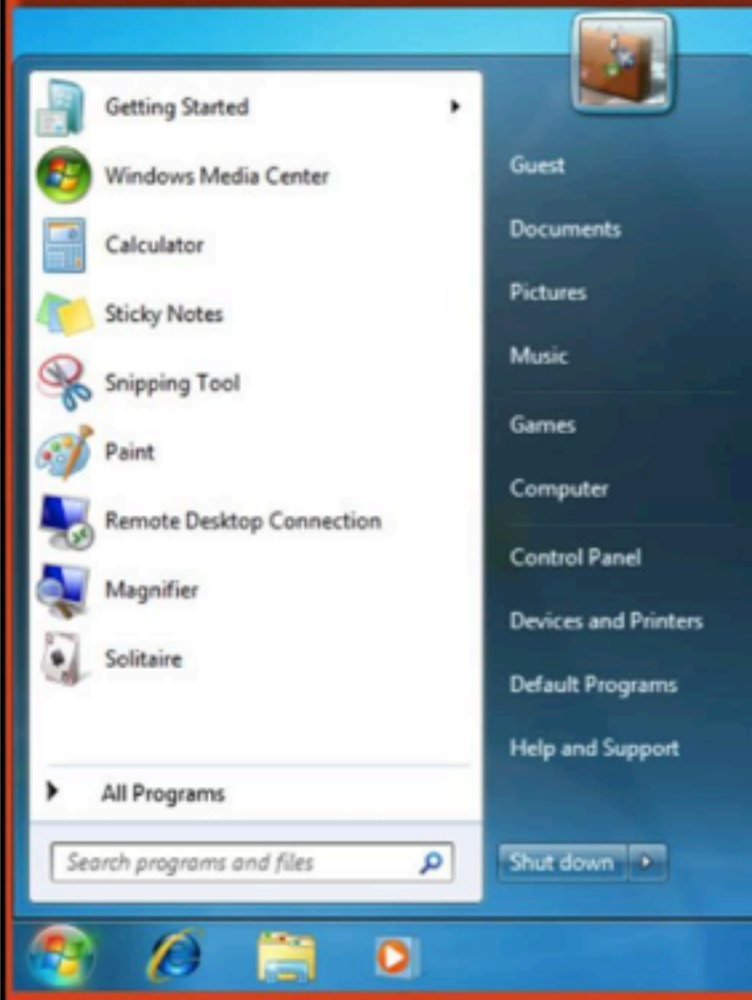 Getting Started
Windows Media Center
Calculator
Sticky Notes
Snipping Tool
Paint
Remote Desktop Connection
Magnifier
Solitaire
All Programs
Search programs and files
Guest
Documents
Pictures
Music
Games
Computer
Control Panel
Devices and Printers
Default Programs
Help and Support
Shut down